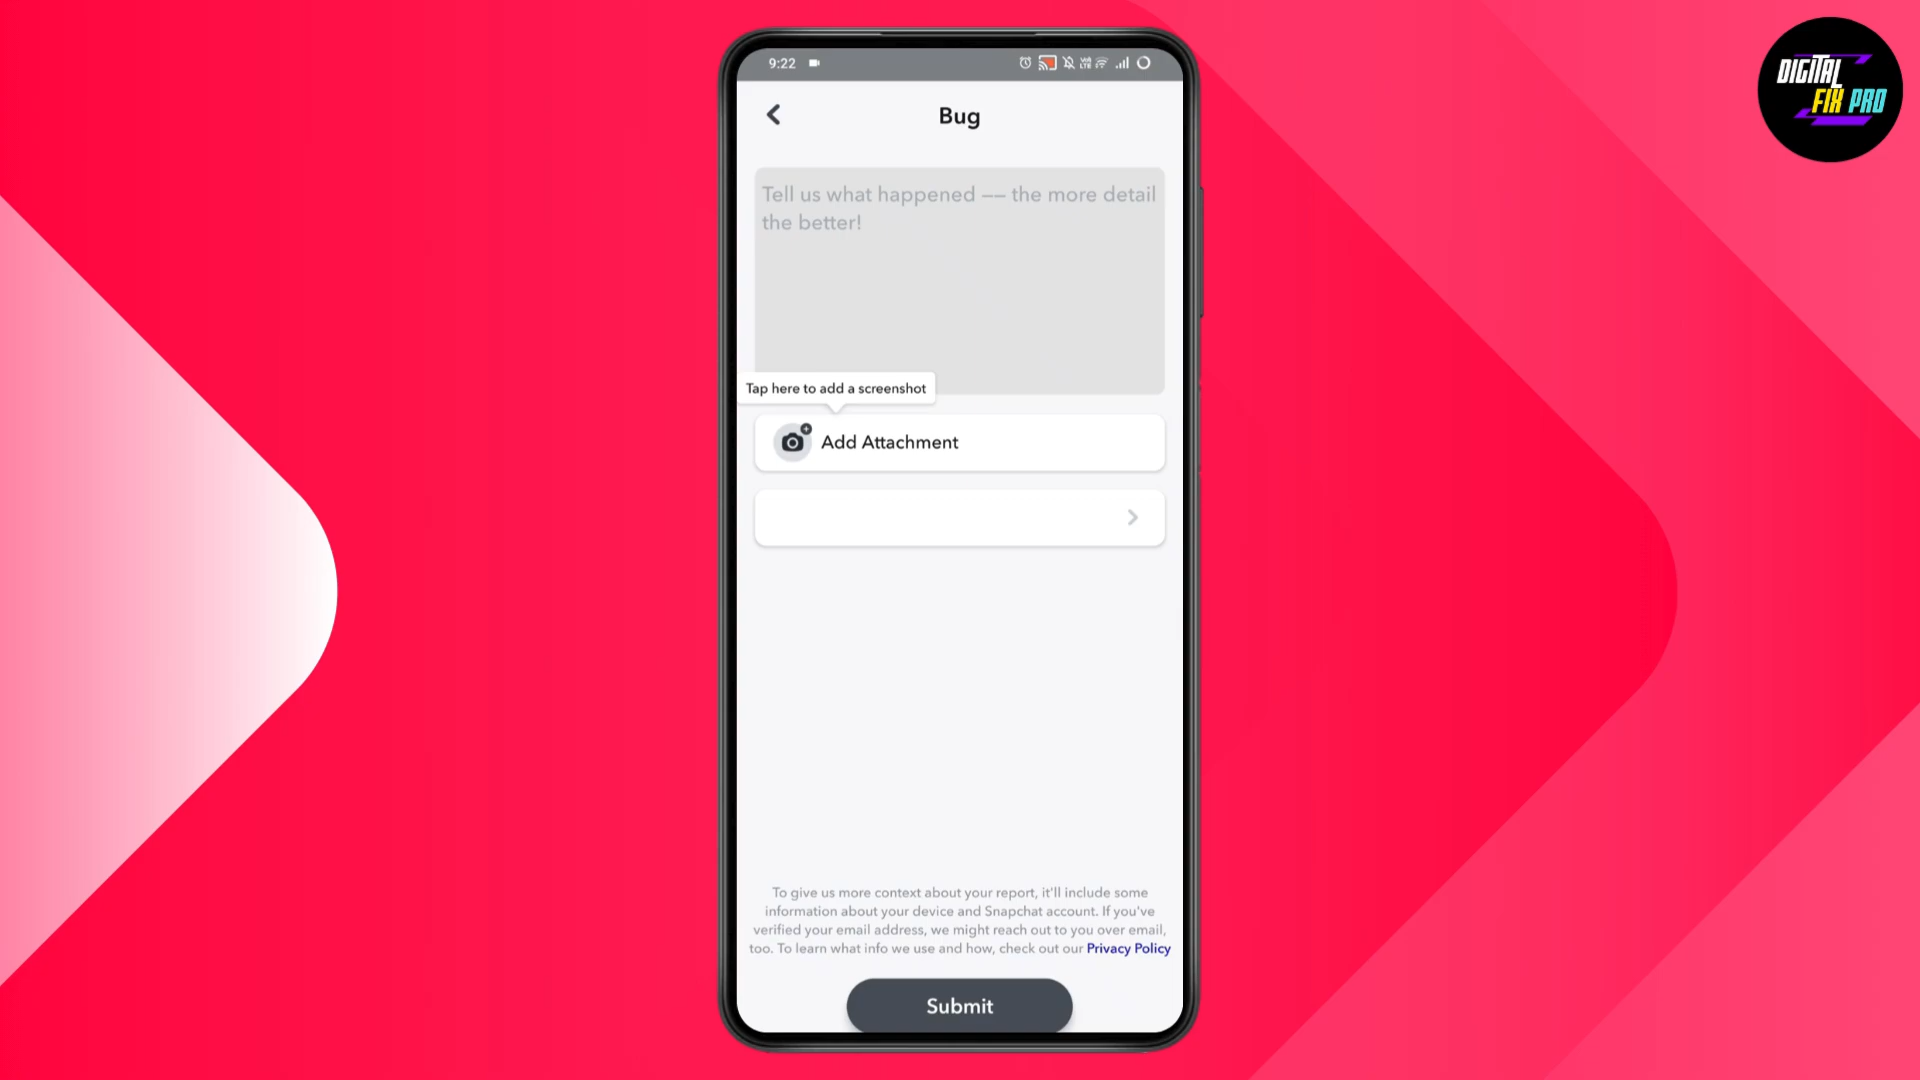 9:22
DIGITAL
FIX PRO
Bug
Tell us what happened –– the more detail
the better!
Tap here to add a screenshot
Add Attachment
To give us more context about your report, it'll include some
information about your device and Snapchat account. If you've
verified your email address, we might reach out to you over email,
too. To learn what info we use and how, check out our Privacy Policy
Submit